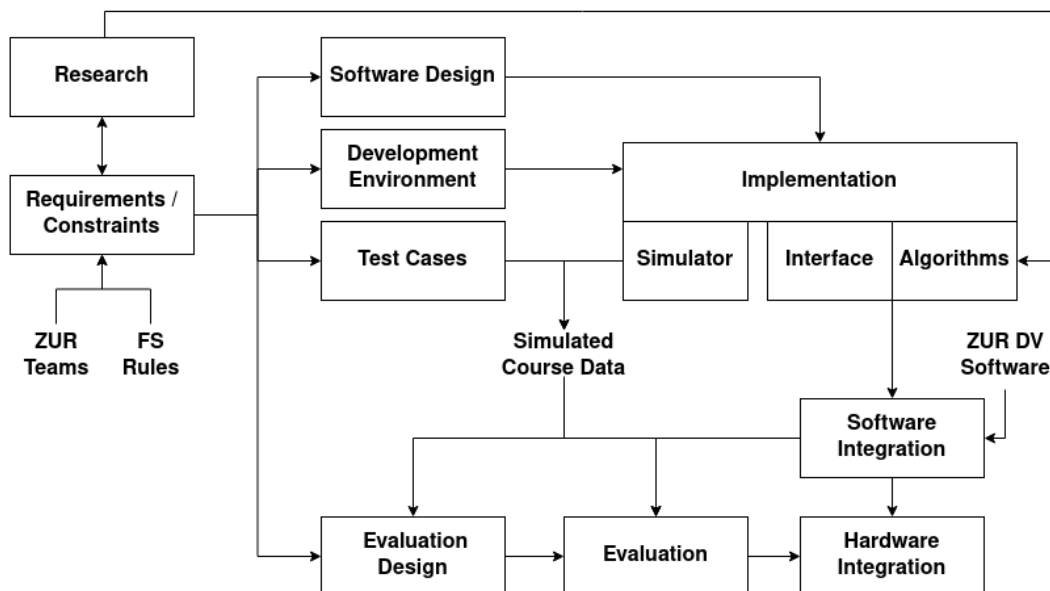 Research
Software Design
Development
Environment
Implementation
Requirements /
Constraints
Test Cases
Simulator
Interface
Algorithms
ZUR
Teams
FS
Rules
Simulated
Course Data
ZUR DV
Software
Software
Integration
Evaluation
Design
Evaluation
Hardware
Integration